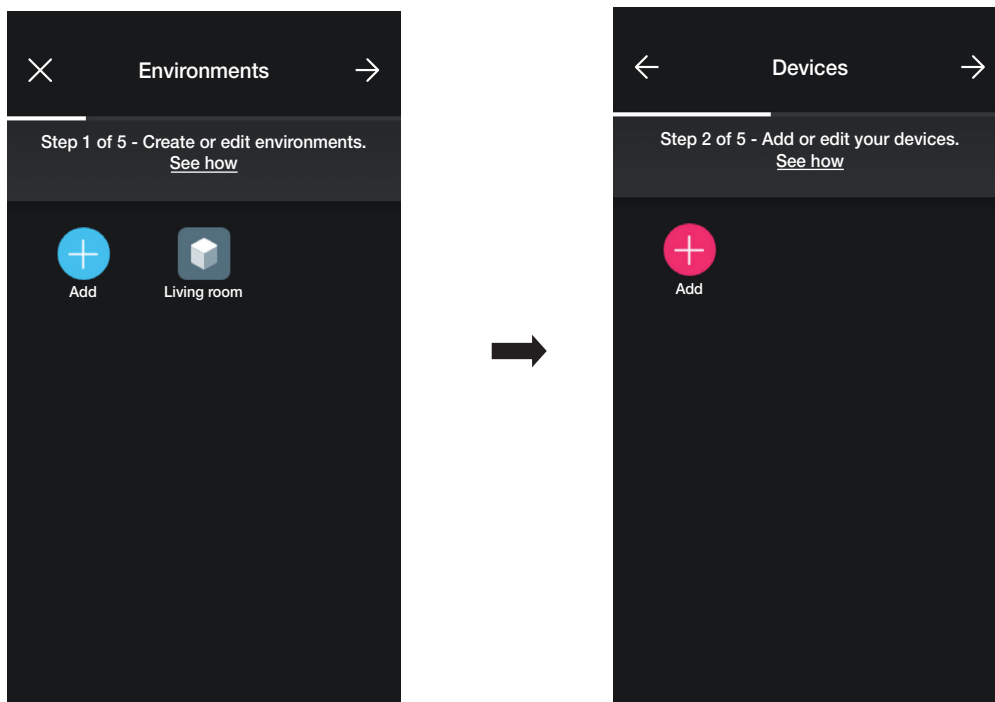 Environments
Step 1 of 5 - Create or edit environments.
See how
Add
Living room
Devices
Step 2 of 5 - Add or edit your devices.
See how
Add